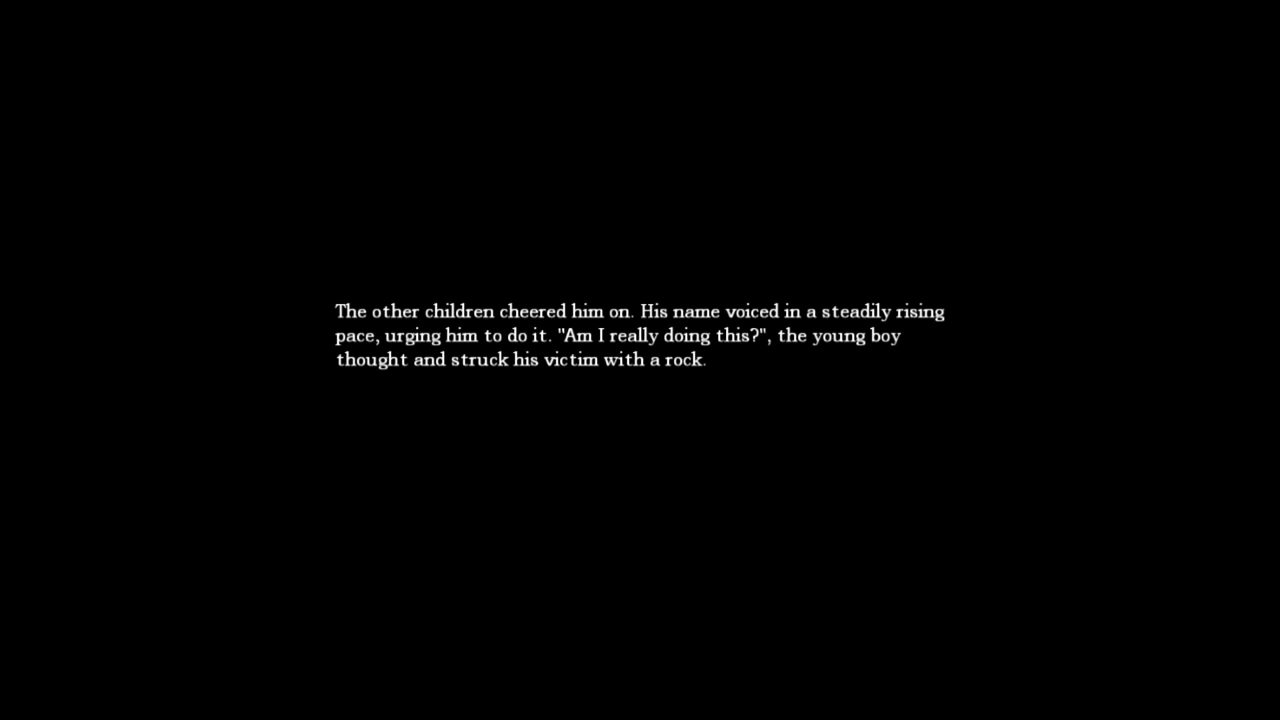 The other children cheered him on. His name voiced in a steadily rising
pace, urging him to do it. "Am I really doing this?", the young boy
thought and struck his victim with a rock.